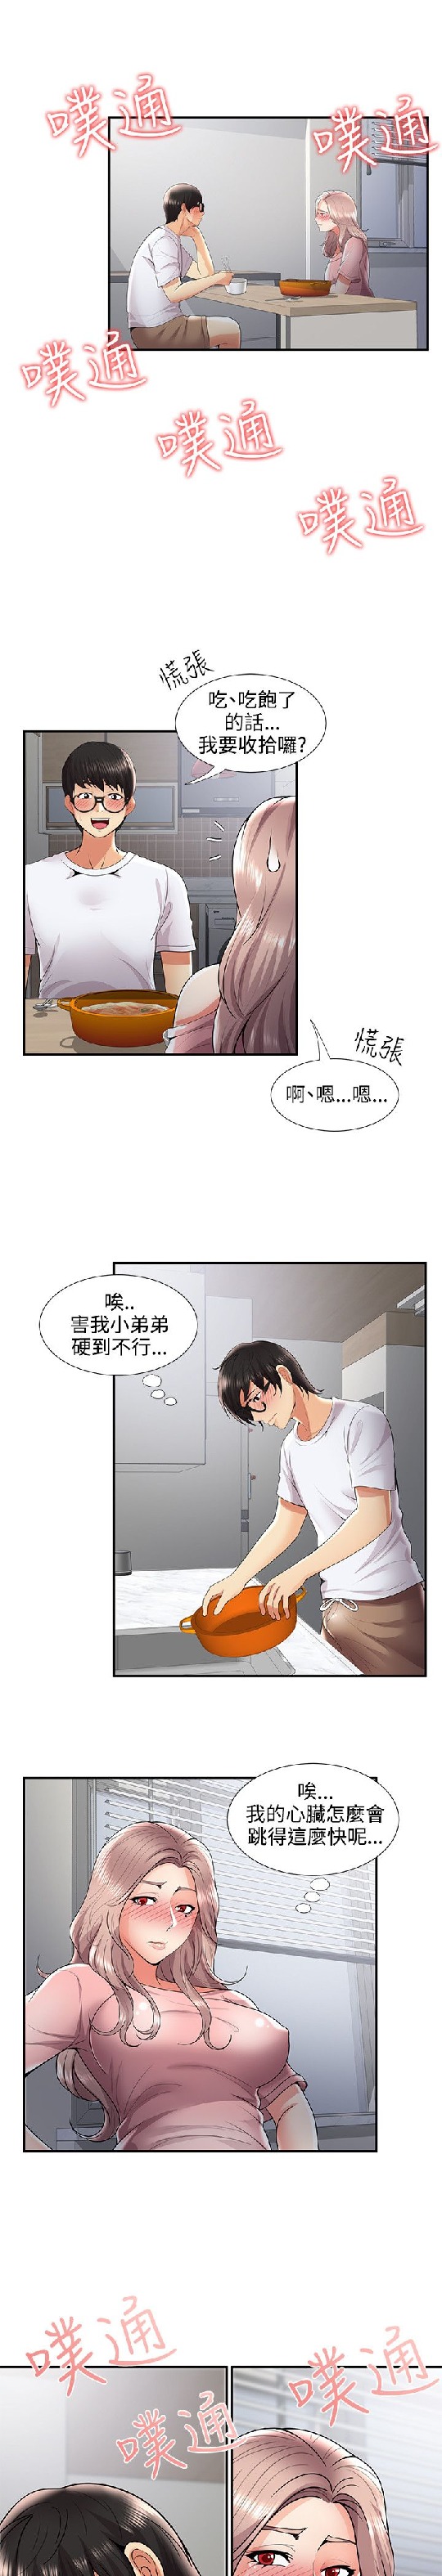 噗通
噗通
噗通
噗通
噗通
慌張
吃、吃飽了
的話...
我要收拾囉?
慌張
啊、嗯...嗯...
唉..
害我小弟弟
硬到不行...
唉...
我的心臟怎麼會
跳得這麼快呢...
噗通
噗通
噗通